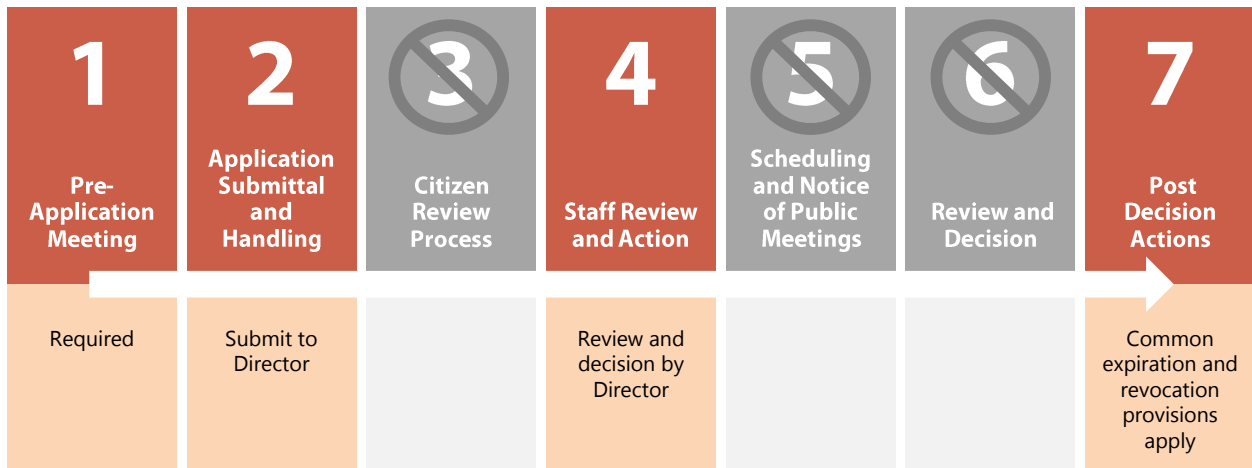 1
Pre-
Application
Meeting
Required
2
Application
Submittal
and
Handling
Submit to
Director
3
Citizen
Review
Process
4
Staff Review
and Action
Review and
decision by
Director
5
Scheduling
and Notice
of Public
Meetings
6
Review and
Decision
7
Post
Decision
Actions
Common
expiration and
revocation
provisions
apply